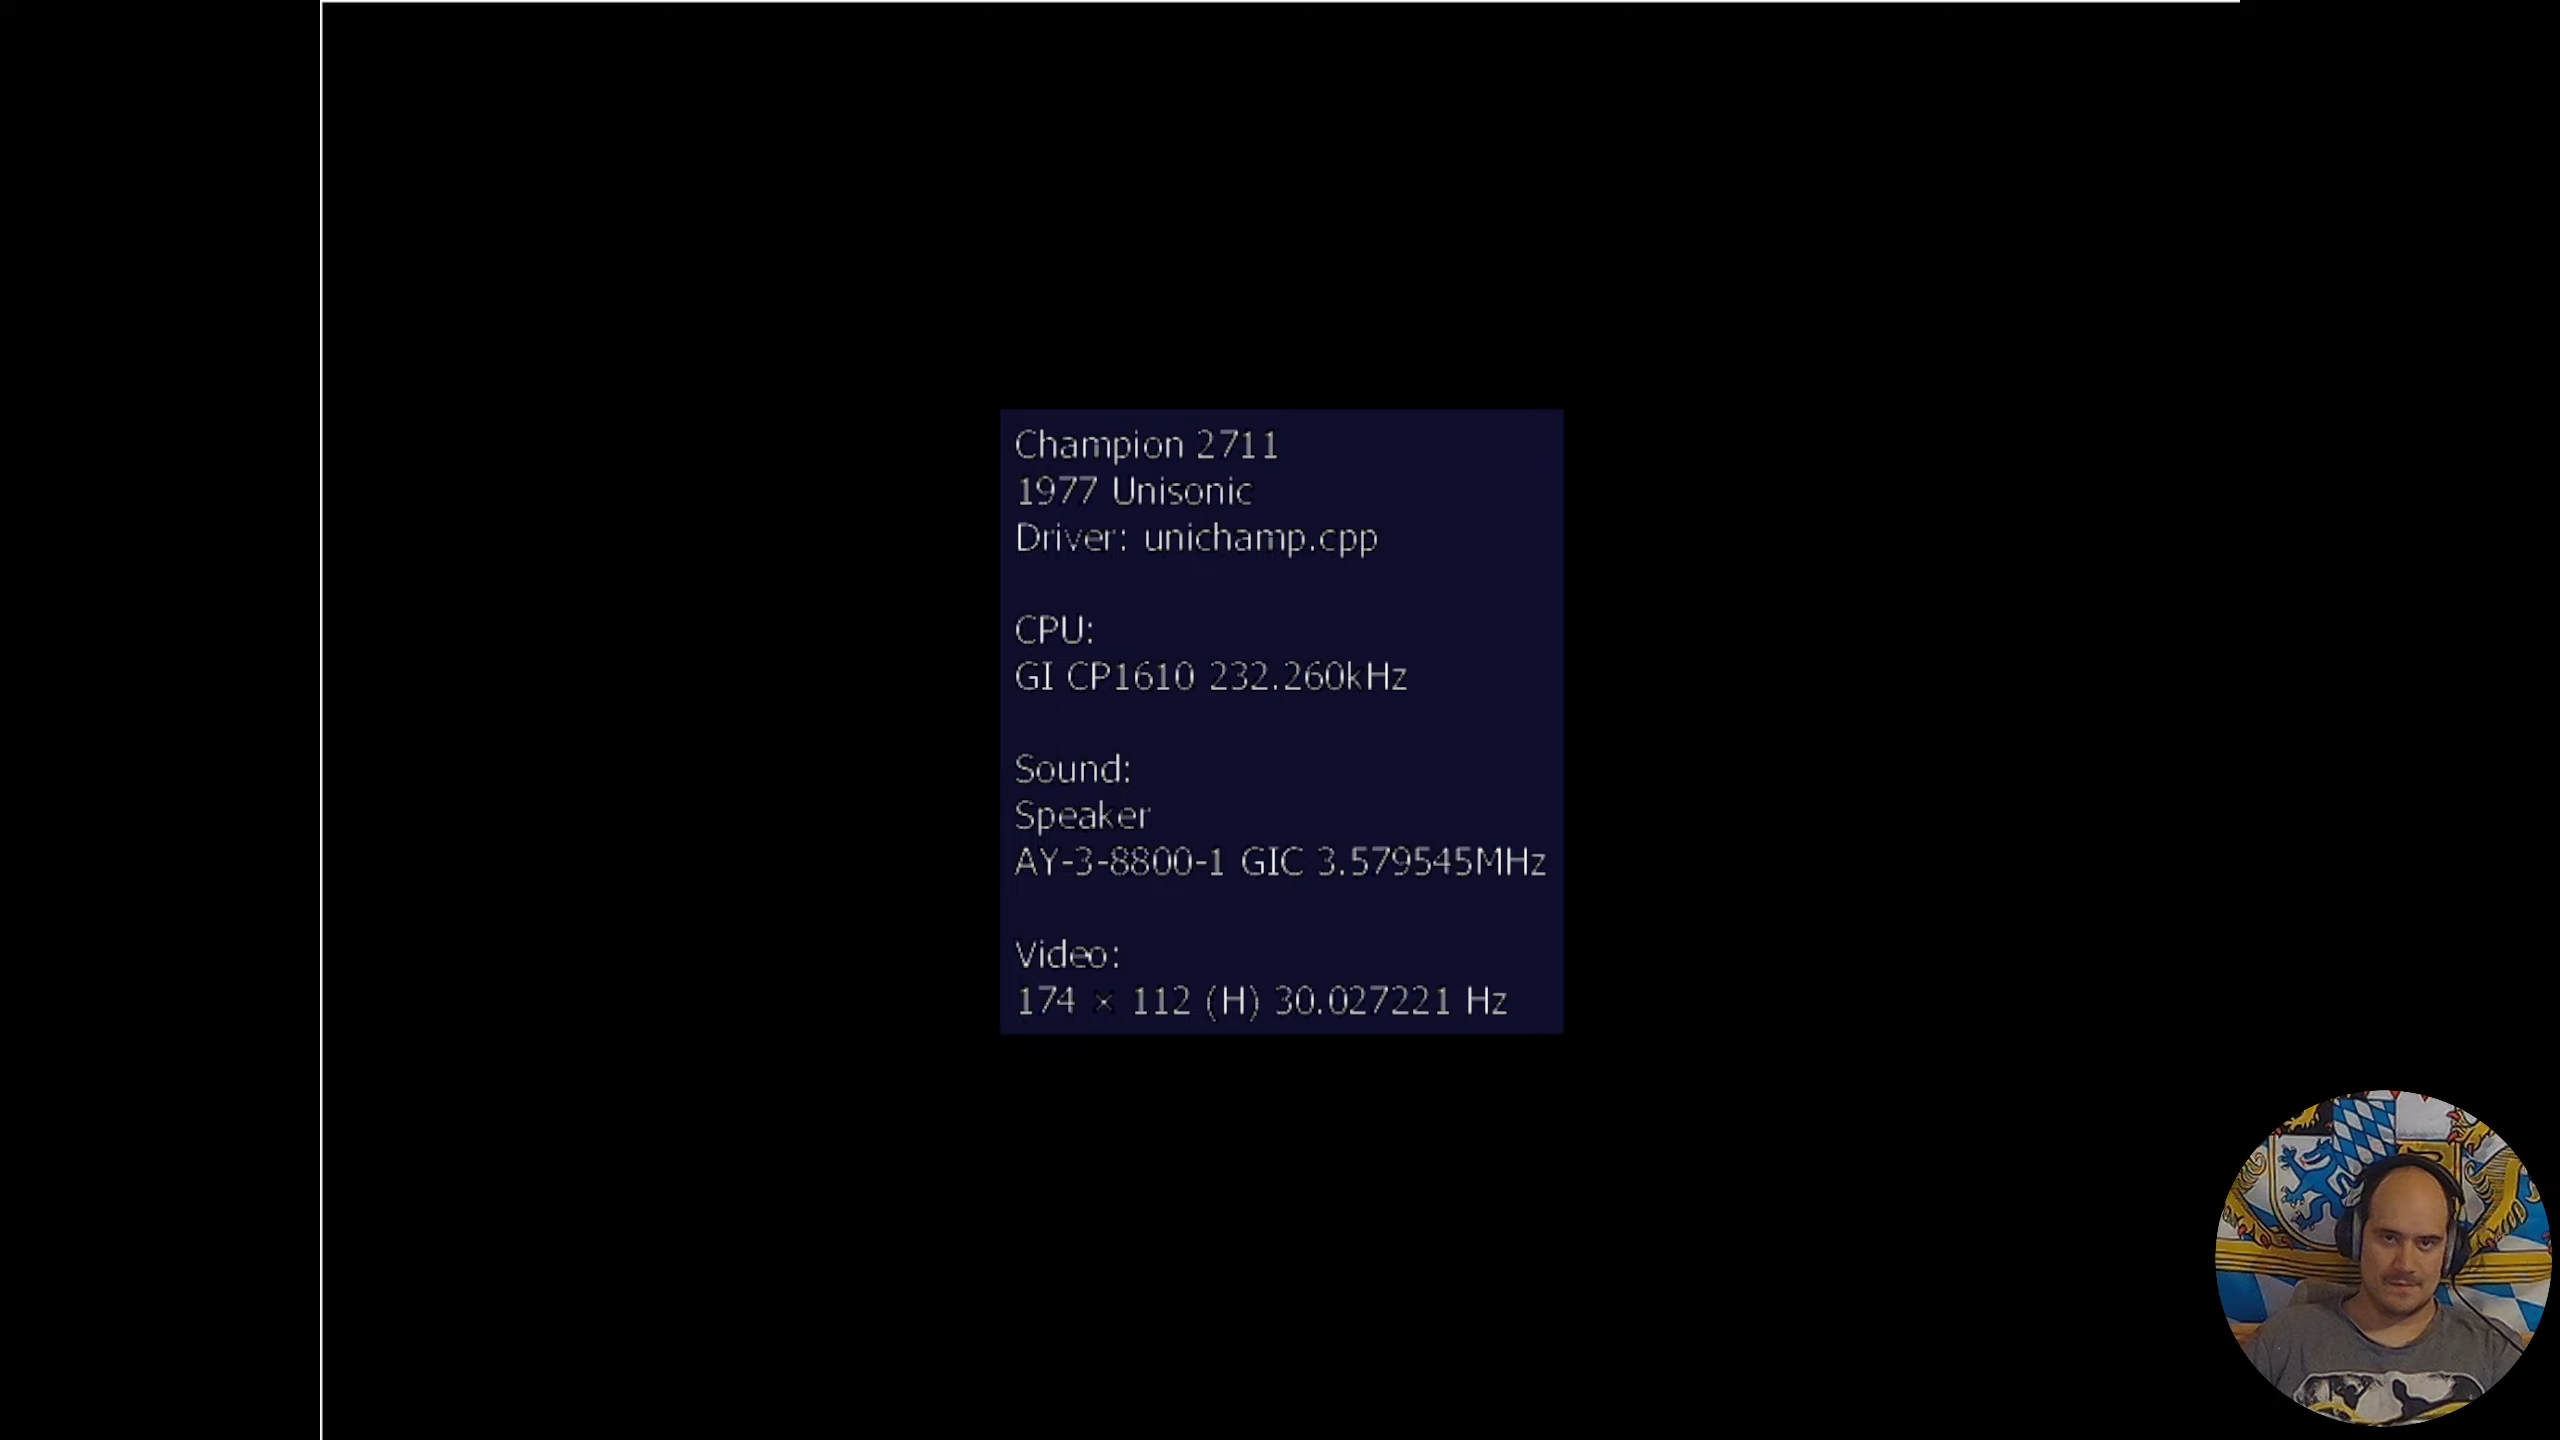 Champion 2711
1977 Unisonic
Driver: unichamp.cpp
CPU:
GI CP1610 232.260kHz
Sound:
Speaker
AY-3-8800-1 GIC 3.579545MHz
Video:
174 × 112 (H) 30.027221 Hz